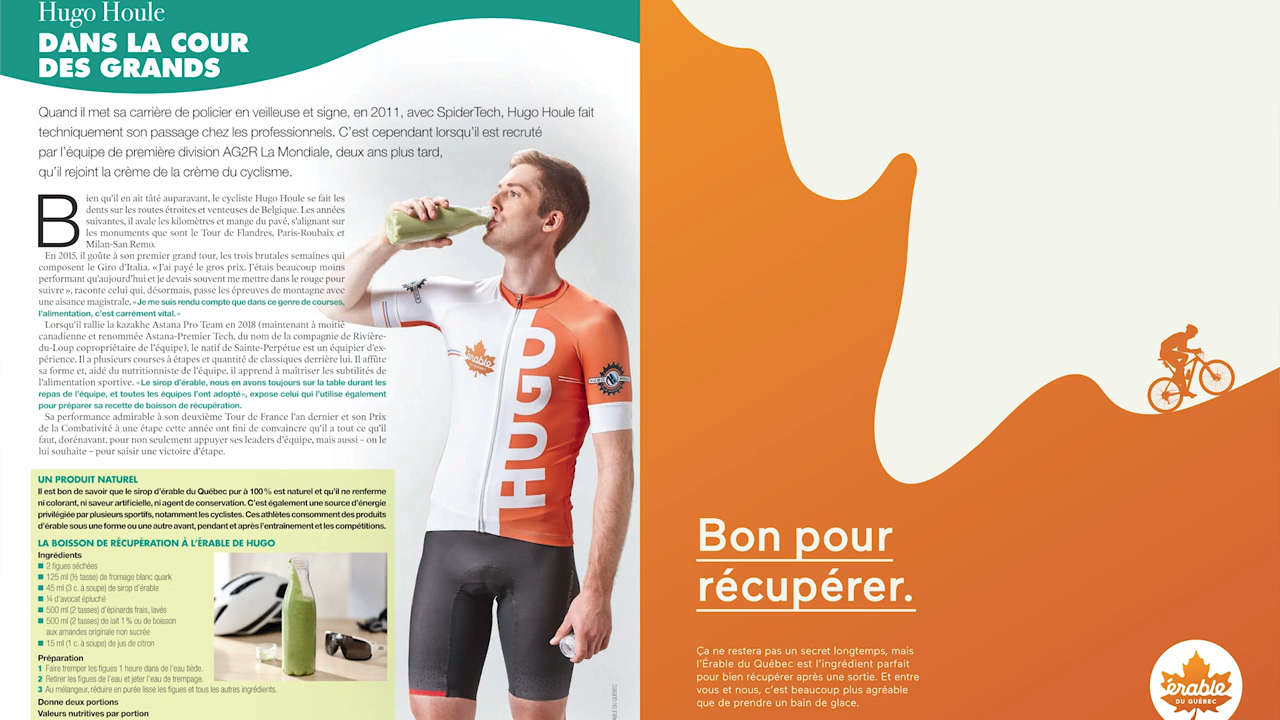 Hugo Houle
DANS LA COUR
DES GRANDS
Quand il met sa carrière de policier en veilleuse et signe, en 2011, avec SpiderTech, Hugo Houle fait
techniquement son passage chez les professionnels. C'est cependant lorsqu'il est recruté
par l'équipe de première division AG2R La Mondiale, deux ans plus tard,
qu'il rejoint la crème de la crème du cyclisme.
Bien qu'il en ait tâté auparavant, le cycliste Hugo Houle se fait les
dents sur les routes étroites et venteuses de Belgique. Les années
suivantes, il avale les kilomètres et mange du pavé, s'alignant sur
les monuments que sont le Tour de Flandres, Paris-Roubaix et
Milan-San Remo.
En 2015, il goûte à son premier grand tour, les trois brutales semaines qui
composent le Giro d'Italia. «J'ai payé le gros prix. J'étais beaucoup moins
performant qu'aujourd'hui et je devais souvent me mettre dans le rouge pour
suivre», raconte celui qui, désormais, passe les épreuves de montagne avec
une aisance magistrale. «Je me suis rendu compte que dans ce genre de courses,
l'alimentation, c'est carrément vital.»
Lorsqu'il rallie la kazakhe Astana Pro Team en 2018 (maintenant à moitié
canadienne et renommée Astana-Premier Tech, du nom de la compagnie de Rivière-
du-Loup copropriétaire de l'équipe), le natif de Sainte-Perpétue est un équipier d'ex-
périence. Il a plusieurs courses à étapes et quantité de classiques derrière lui. Il affûte
sa forme et, aidé du nutritionniste de l'équipe, il apprend à maîtriser les subtilités de
l'alimentation sportive. «Le sirop d'érable, nous en avons toujours sur la table durant les
repas de l'équipe, et toutes les équipes l'ont adopté», expose celui qui l'utilise également
pour préparer sa recette de boisson de récupération.
Sa performance admirable à son deuxième Tour de France l'an dernier et son Prix
de la Combativité à une étape cette année ont fini de convaincre qu'il a tout ce qu'il
faut, dorénavant, pour non seulement appuyer ses leaders d'équipe, mais aussi – on le
lui souhaite – pour saisir une victoire d'étape.
érable
HUGO
UN PRODUIT NATUREL
Il est bon de savoir que le sirop d'érable du Québec pur à 100 % est naturel et qu'il ne renferme
ni colorant, ni saveur artificielle, ni agent de conservation. C'est également une source d'énergie
privilégiée par plusieurs sportifs, notamment les cyclistes. Ces athlètes consomment des produits
d'érable sous une forme ou une autre avant, pendant et après l'entraînement et les compétitions.
LA BOISSON DE RÉCUPÉRATION À L'ÉRABLE DE HUGO
Ingrédients
■ 2 figues séchées
■ 125 ml (½ tasse) de fromage blanc quark
■ 45 ml (3 c. à soupe) de sirop d'érable
■ ¼ d'avocat épluché
■ 500 ml (2 tasses) d'épinards frais, lavés
■ 500 ml (2 tasses) de lait 1 % ou de boisson
aux amandes originale non sucrée
■ 15 ml (1 c. à soupe) de jus de citron
Préparation
1 Faire tremper les figues 1 heure dans de l'eau tiède.
2 Retirer les figues de l'eau et jeter l'eau de trempage.
3 Au mélangeur, réduire en purée lisse les figues et tous les autres ingrédients.
Donne deux portions
Valeurs nutritives par portion
Bon pour
récupérer.
Ça ne restera pas un secret longtemps, mais
l'Érable du Québec est l'ingrédient parfait
pour bien récupérer après une sortie. Et entre
vous et nous, c'est beaucoup plus agréable
que de prendre un bain de glace.
érable
DU QUÉBEC